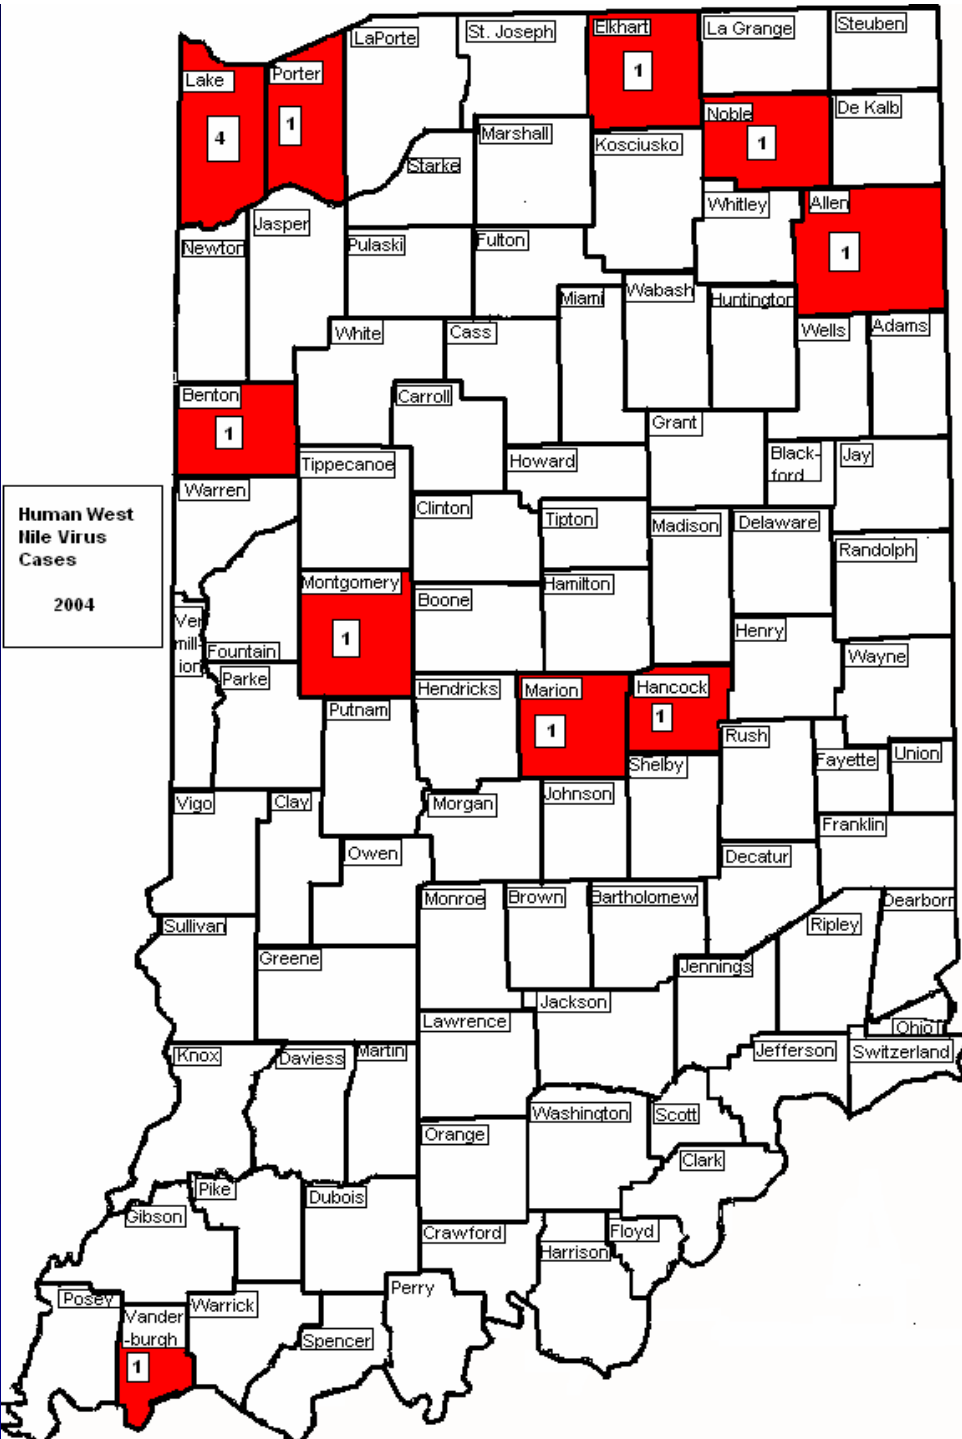 LaPorte
St. Joseph
Elkhart
1
La Grange
Steuben
Lake
4
Porter
1
Marshall
Kosciusko
Noble
1
De Kalb
Starke
Whitley
Allen
1
Newton
Jasper
Pulaski
Fulton
Miami
Wabash
Huntington
Wells
Adams
White
Cass
Benton
1
Carroll
Grant
Tippecanoe
Howard
Black-
ford
Jay
Warren
Human West
Nile Virus
Cases
2004
Clinton
Tipton
Madison
Delaware
Randolph
Montgomery
1
Boone
Hamilton
Ver
mill-
ion
Fountain
Henry
Wayne
Parke
Hendricks
Marion
1
Hancock
1
Putnam
Rush
Shelby
Fayette
Union
Vigo
Clay
Morgan
Johnson
Franklin
Owen
Decatur
Monroe
Brown
Bartholomew
Dearborn
Sullivan
Ripley
Greene
Jennings
Jackson
Lawrence
Ohio
Knox
Daviess
Martin
Jefferson
Switzerland
Washington
Scott
Orange
Clark
Pike
Dubois
Gibson
Crawford
Floyd
Harrison
Posey
Warrick
Perry
Vander
-burgh
1
Spencer